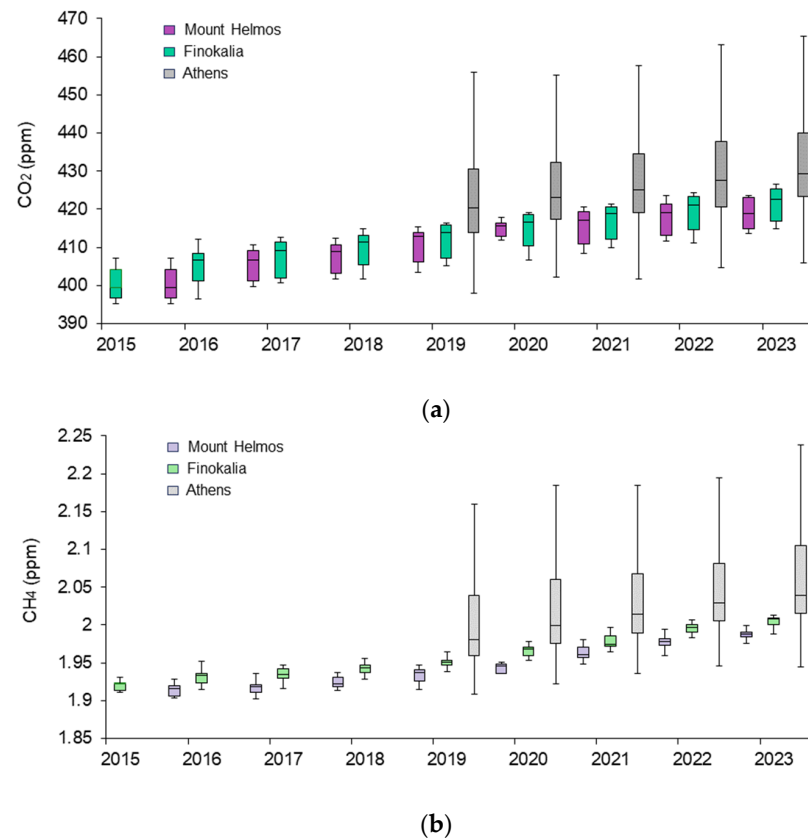 (a)
CO2 (ppm)
470
460
450
440
430
420
410
400
390
Mount Helmos
Finokalia
Athens
2015 2016 2017 2018 2019 2020 2021 2022 2023
(b)
CH4 (ppm)
2.25
2.2
2.15
2.1
2.05
2
1.95
1.9
1.85
Mount Helmos
Finokalia
Athens
2015 2016 2017 2018 2019 2020 2021 2022 2023